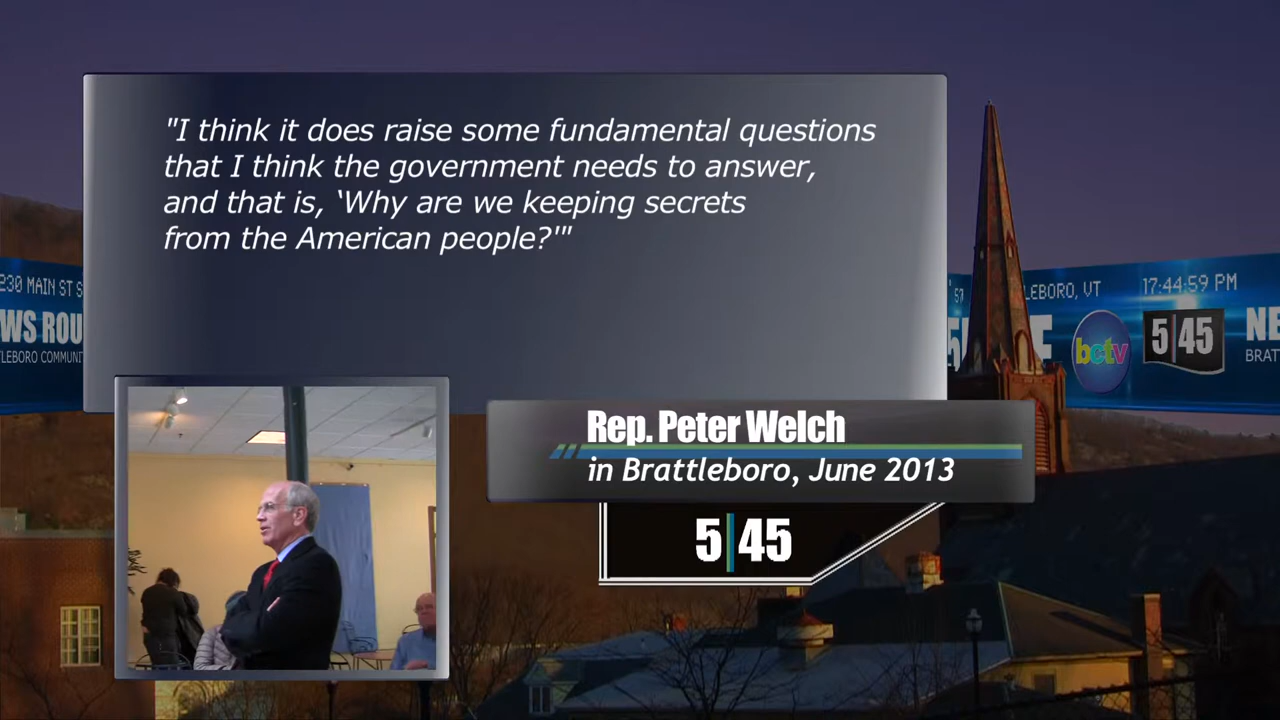 "I think it does raise some fundamental questions
that I think the government needs to answer,
and that is, ‘Why are we keeping secrets
from the American people?'"
230 MAIN ST S
WS ROU
LEBORO COMMUNI
LEBORO, VT
17:44:59 PM
bctv
5|45
NE
BRAT
Rep. Peter Welch
in Brattleboro, June 2013
5|45